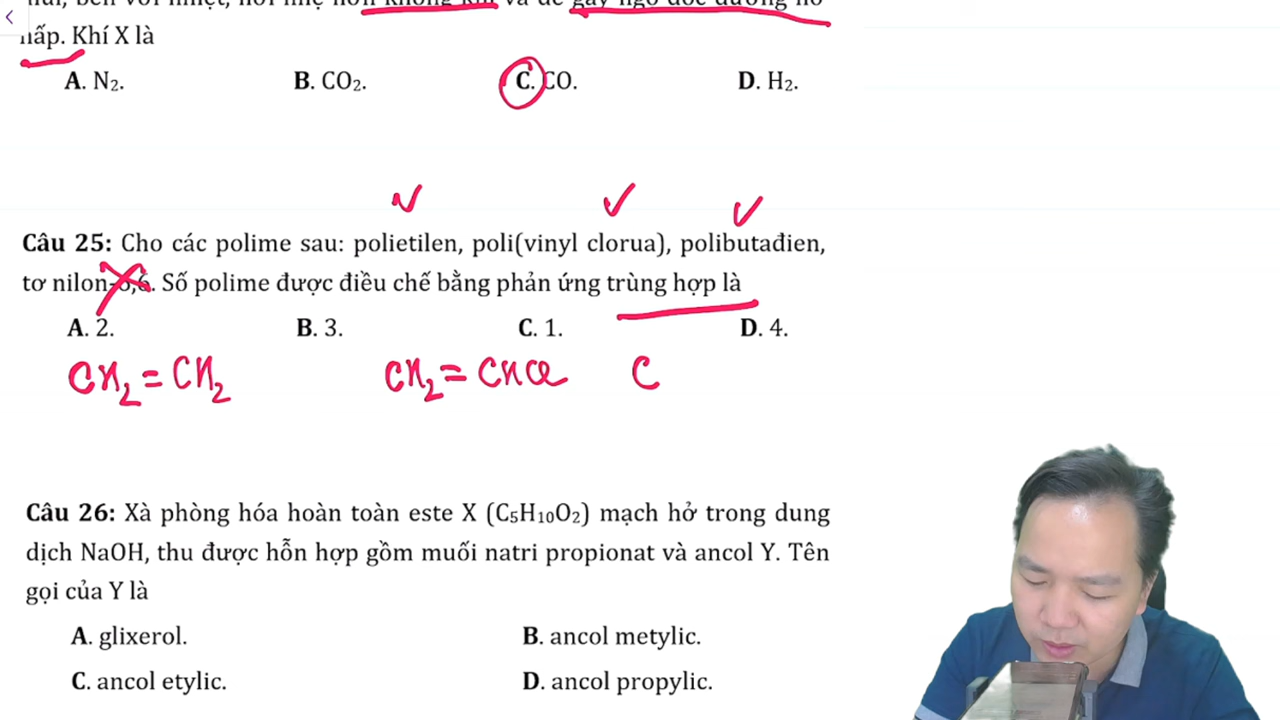 nấp. Khí X là
A. N₂. B. CO₂. C. CO. D. H₂.
Câu 25: Cho các polime sau: polietilen, poli(vinyl clorua), polibutađien,
tơ nilon-6,6. Số polime được điều chế bằng phản ứng trùng hợp là
A. 2. B. 3. C. 1. D. 4.
CH₂ = CH₂ CH₂ = CHCl C
Câu 26: Xà phòng hóa hoàn toàn este X (C₅H₁₀O₂) mạch hở trong dung
dịch NaOH, thu được hỗn hợp gồm muối natri propionat và ancol Y. Tên
gọi của Y là
A. glixerol. B. ancol metylic.
C. ancol etylic. D. ancol propylic.